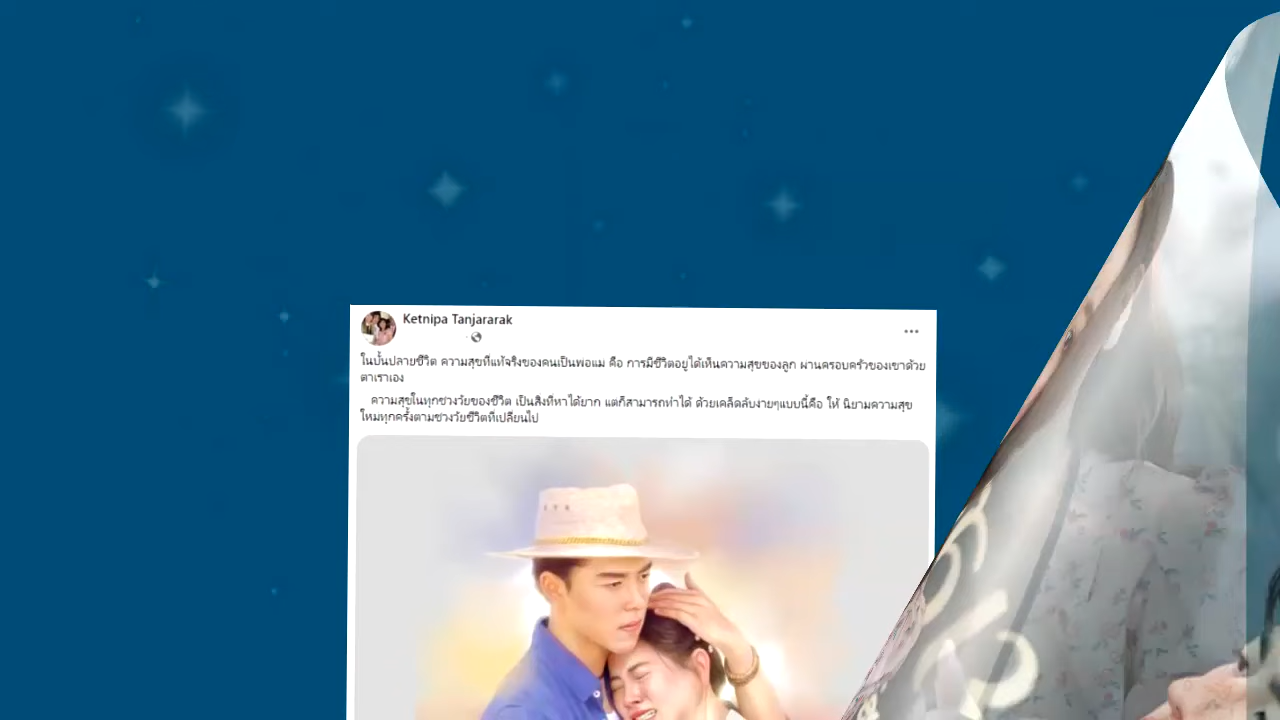 Ketnipa Tanjararak
ในบั้นปลายชีวิต ความสุขที่แท้จริงของคนเป็นพ่อแม่ คือ การมีชีวิตอยู่ได้เห็นความสุขของลูก ผ่านครอบครัวของเขาด้วย
ตาเราเอง
ความสุขในทุกช่วงวัยของชีวิต เป็นสิ่งที่หาได้ยาก แต่ก็สามารถทำได้ ด้วยเคล็ดลับง่ายๆแบบนี้คือ ให้ นิยามความสุข
ใหม่ทุกครั้งตามช่วงวัยชีวิตที่เปลี่ยนไป